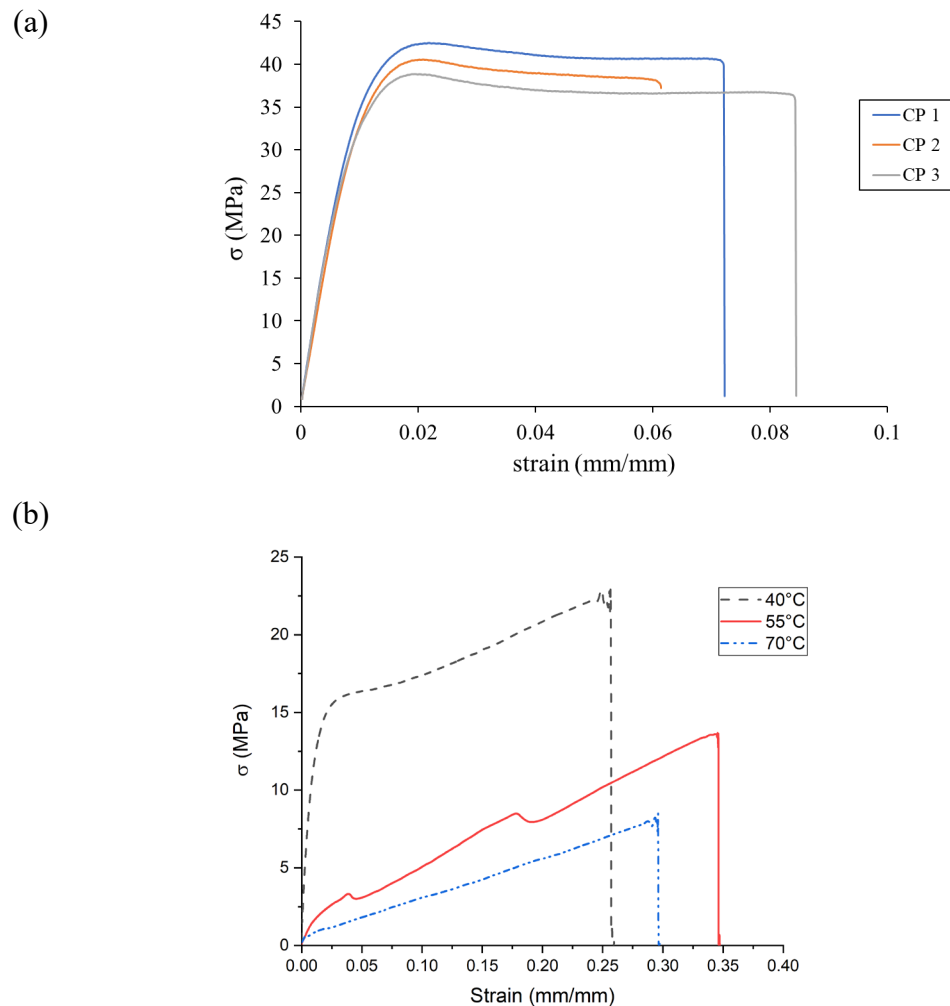 (a)
45
40
35
30
25
20
15
10
5
0
σ (MPa)
0 0.02 0.04 0.06 0.08 0.1
strain (mm/mm)
CP 1
CP 2
CP 3
(b)
25
20
15
10
5
0
σ (MPa)
0.00 0.05 0.10 0.15 0.20 0.25 0.30 0.35 0.40
Strain (mm/mm)
40°C
55°C
70°C